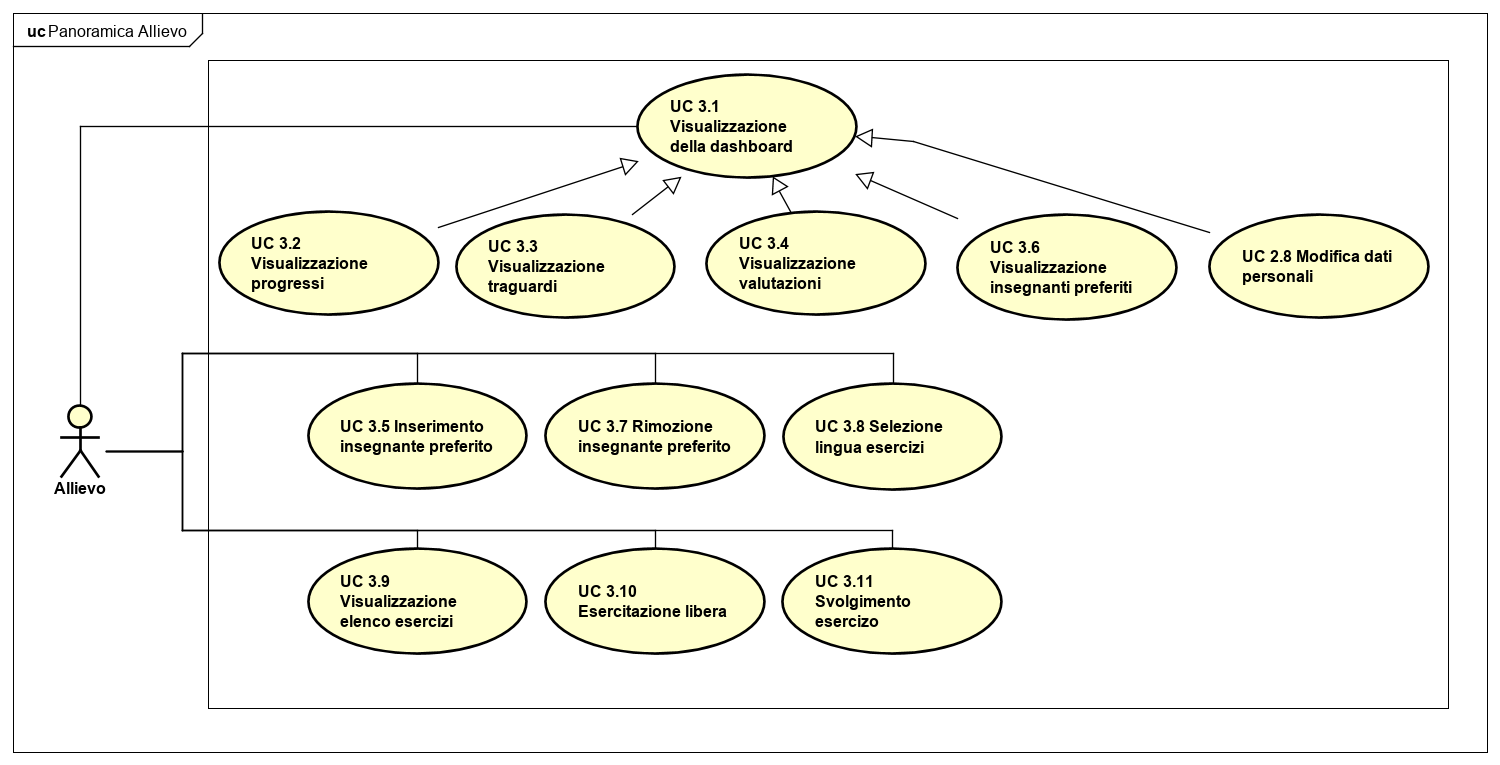 uc Panoramica Allievo
UC 3.1
Visualizzazione
della dashboard
UC 3.2
Visualizzazione
progressi
UC 3.3
Visualizzazione
traguardi
UC 3.4
Visualizzazione
valutazioni
UC 3.6
Visualizzazione
insegnanti preferiti
UC 2.8 Modifica dati
personali
UC 3.5 Inserimento
insegnante preferito
UC 3.7 Rimozione
insegnante preferito
UC 3.8 Selezione
lingua esercizi
Allievo
UC 3.9
Visualizzazione
elenco esercizi
UC 3.10
Esercitazione libera
UC 3.11
Svolgimento
esercizo